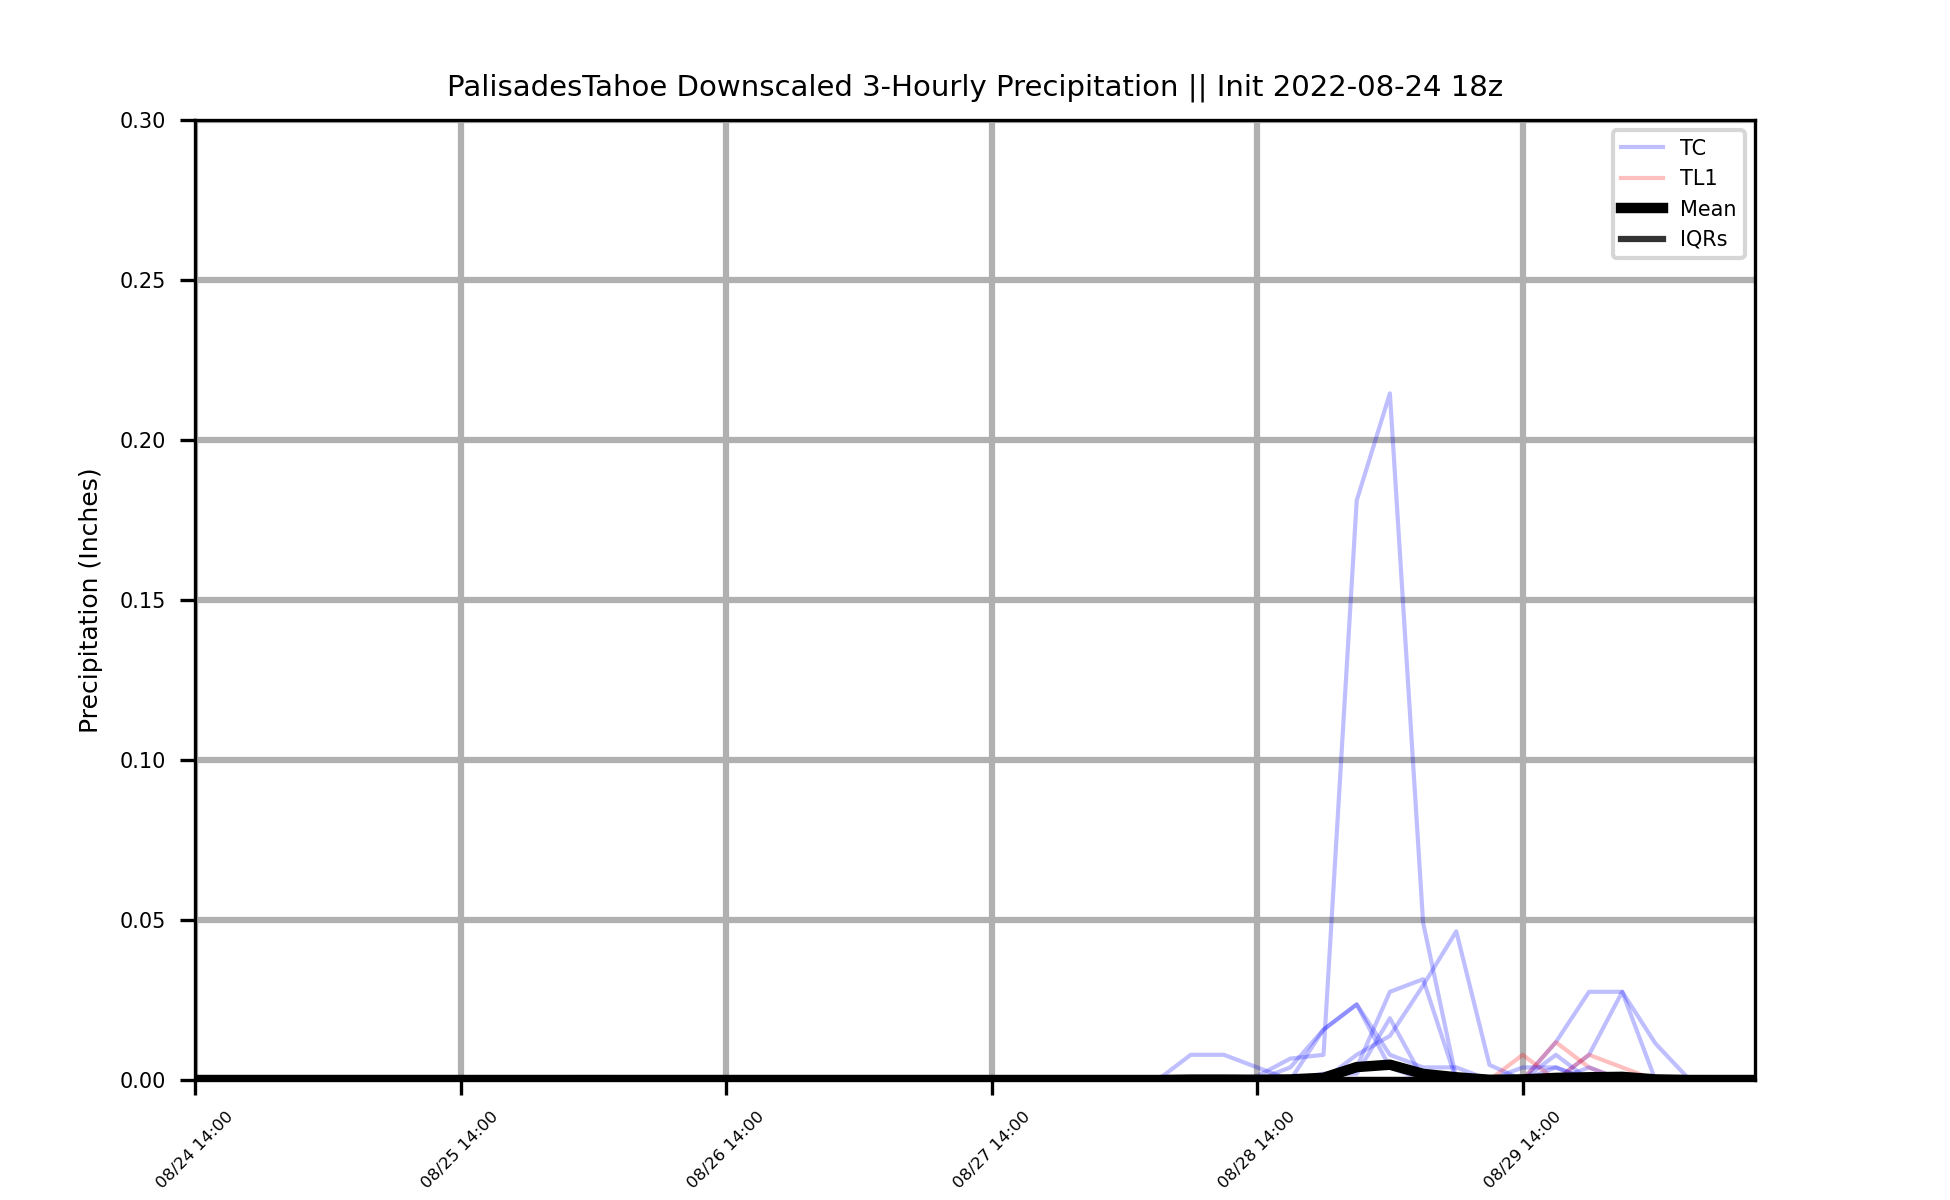 PalisadesTahoe Downscaled 3-Hourly Precipitation || Init 2022-08-24 18z
TC
TL1
Mean
IQRs
Precipitation (Inches)
0.30
0.25
0.20
0.15
0.10
0.05
0.00
08/24 14:00
08/25 14:00
08/26 14:00
08/27 14:00
08/28 14:00
08/29 14:00